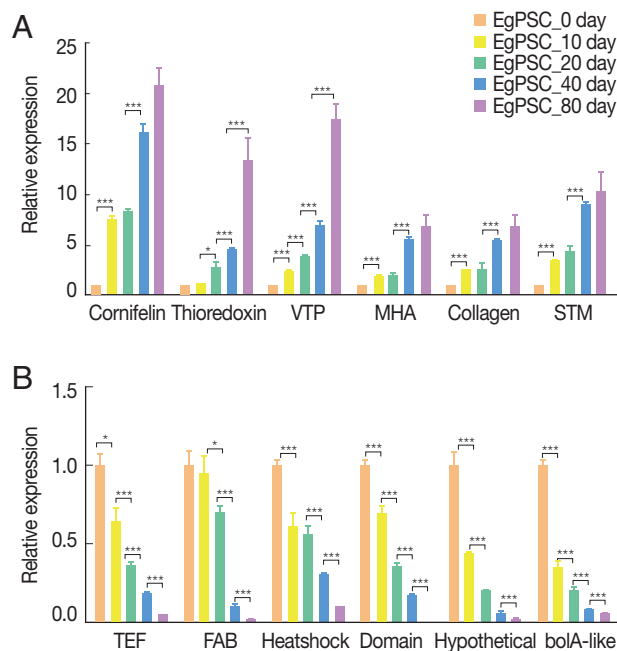 A
EgPSC_0 day
EgPSC_10 day
EgPSC_20 day
EgPSC_40 day
EgPSC_80 day
Relative expression
25
20
15
10
5
0
*** *** * *** *** *** *** *** *** *** *** *** *** *** ***
Cornifelin Thioredoxin VTP MHA Collagen STM
B
Relative expression
1.5
1.0
0.5
0.0
* *** *** *** * *** *** *** *** *** *** *** *** *** *** *** *** *** *** *** ***
TEF FAB Heatshock Domain Hypothetical bolA-like